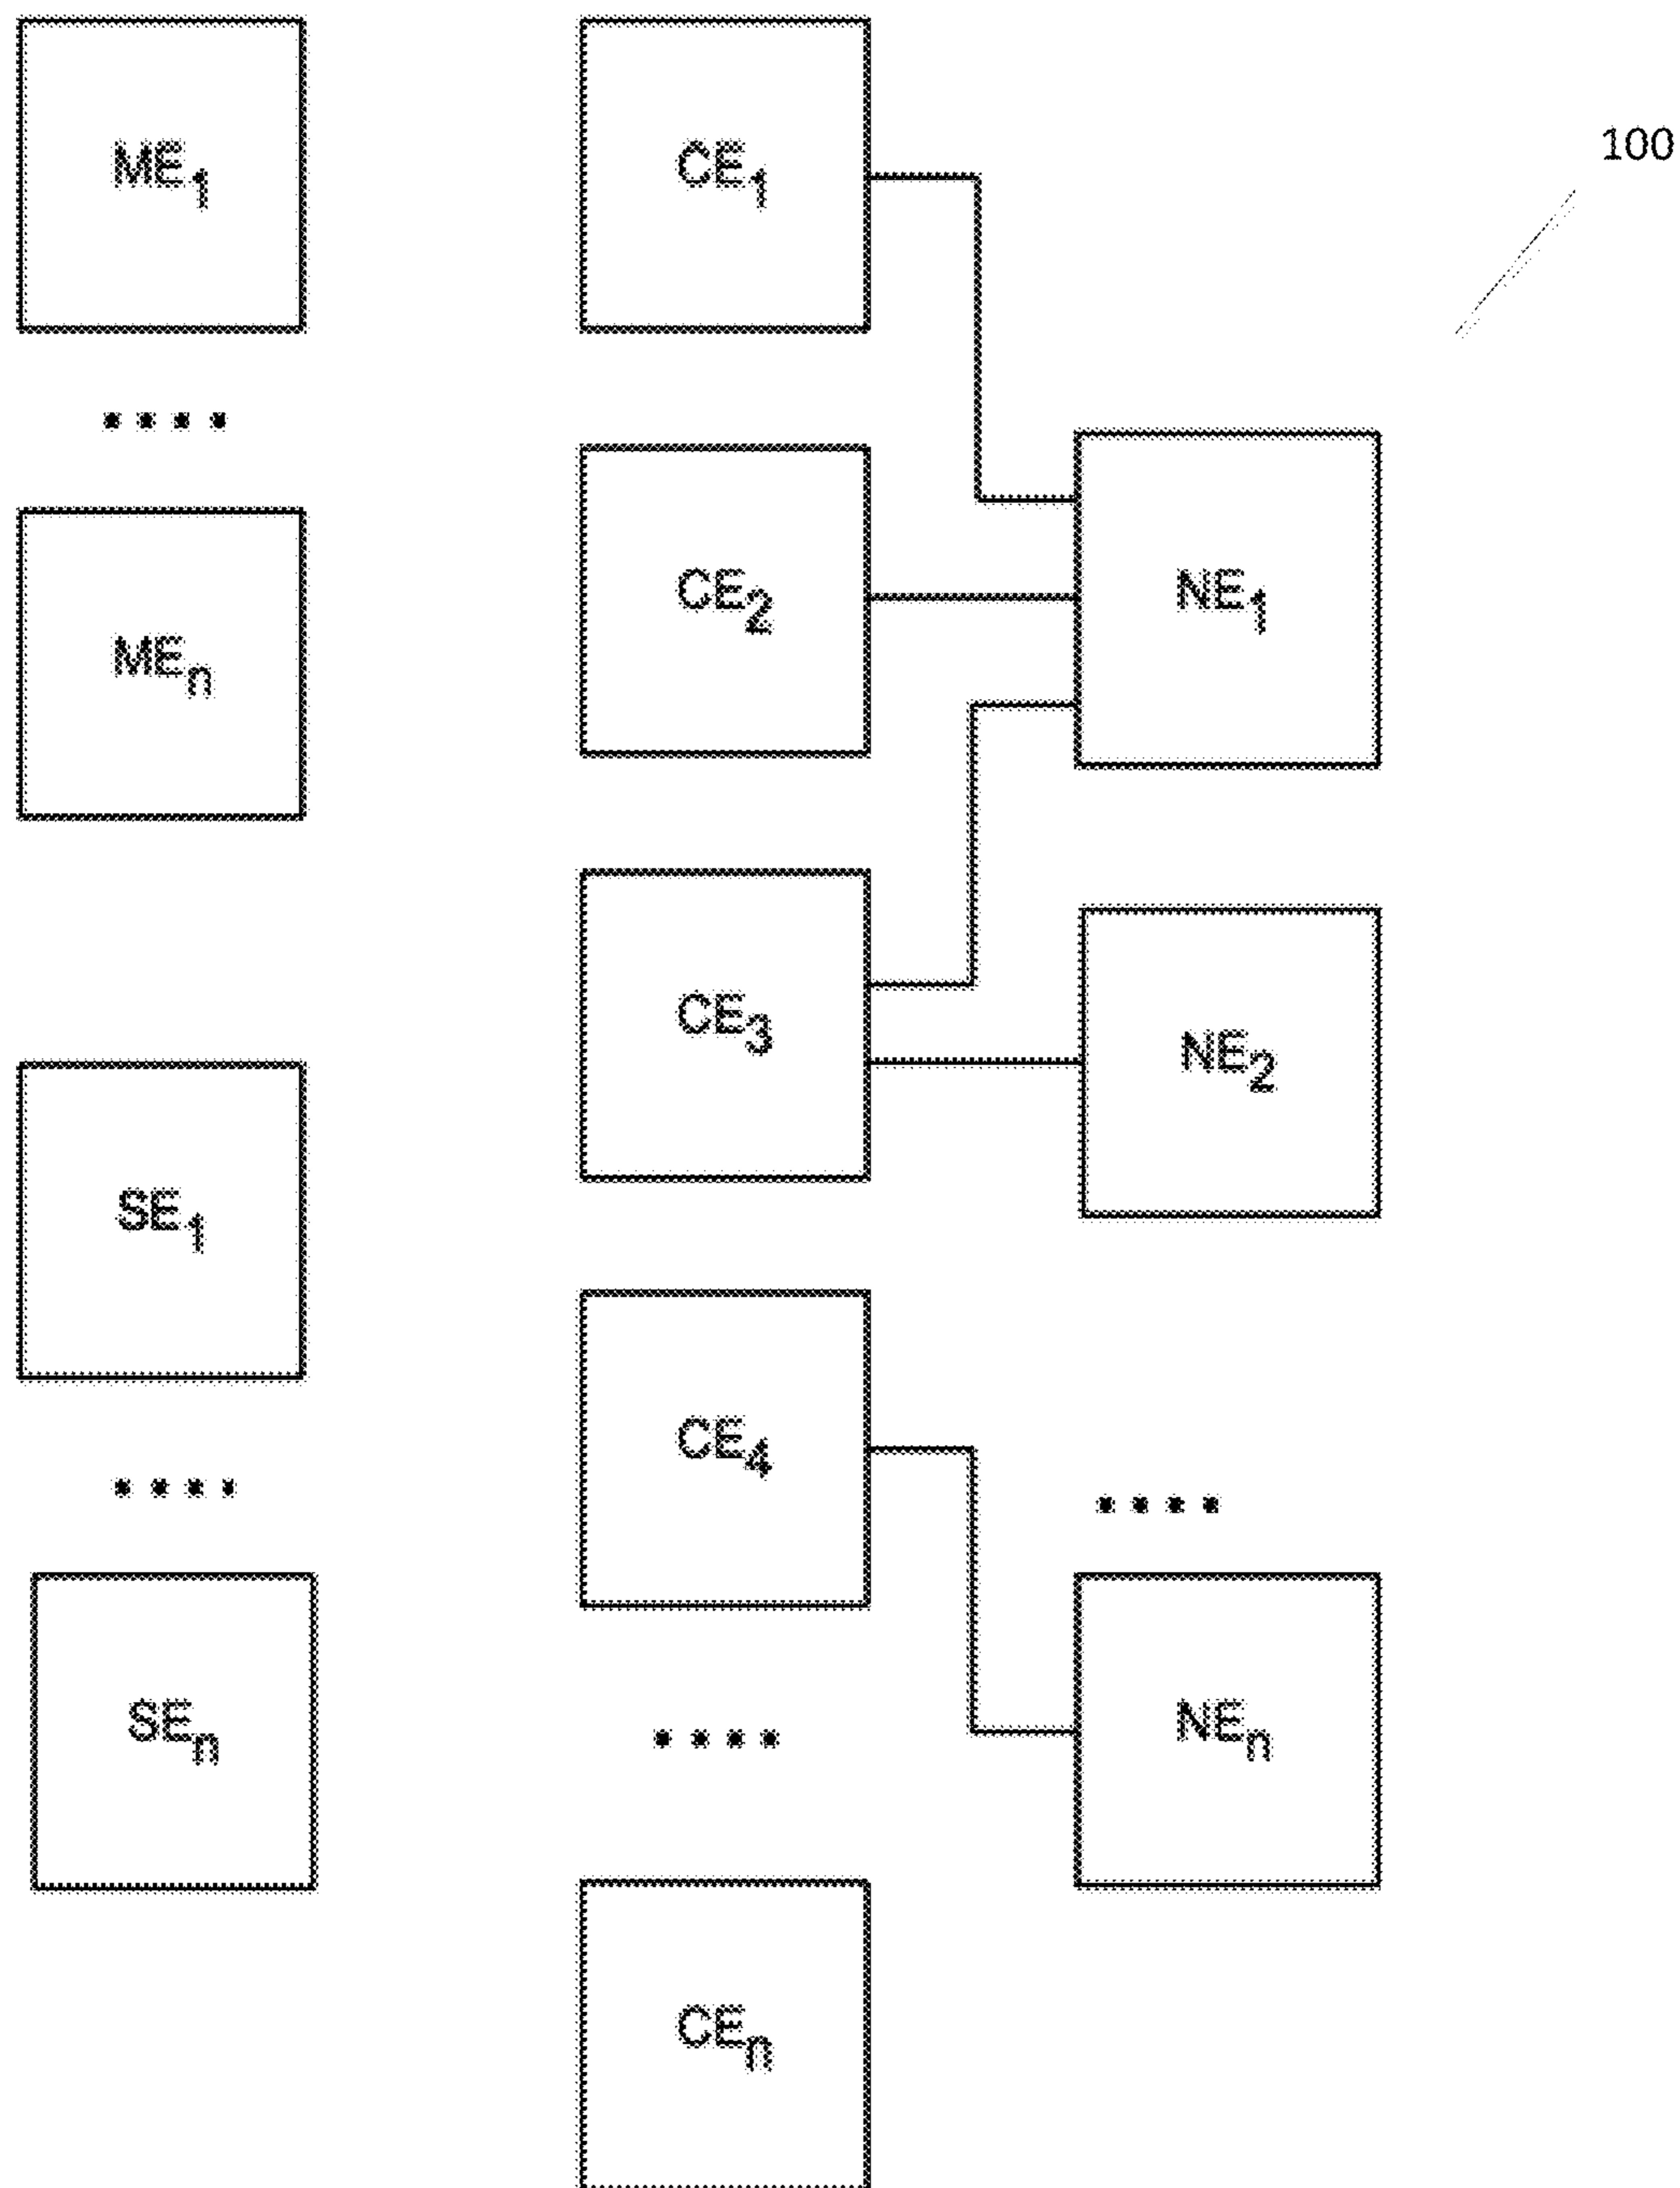 ME₁
CE₁
100
....
CE₂
NE₁
MEₙ
CE₃
NE₂
SE₁
CE₄
....
....
SEₙ
....
NEₙ
CEₙ